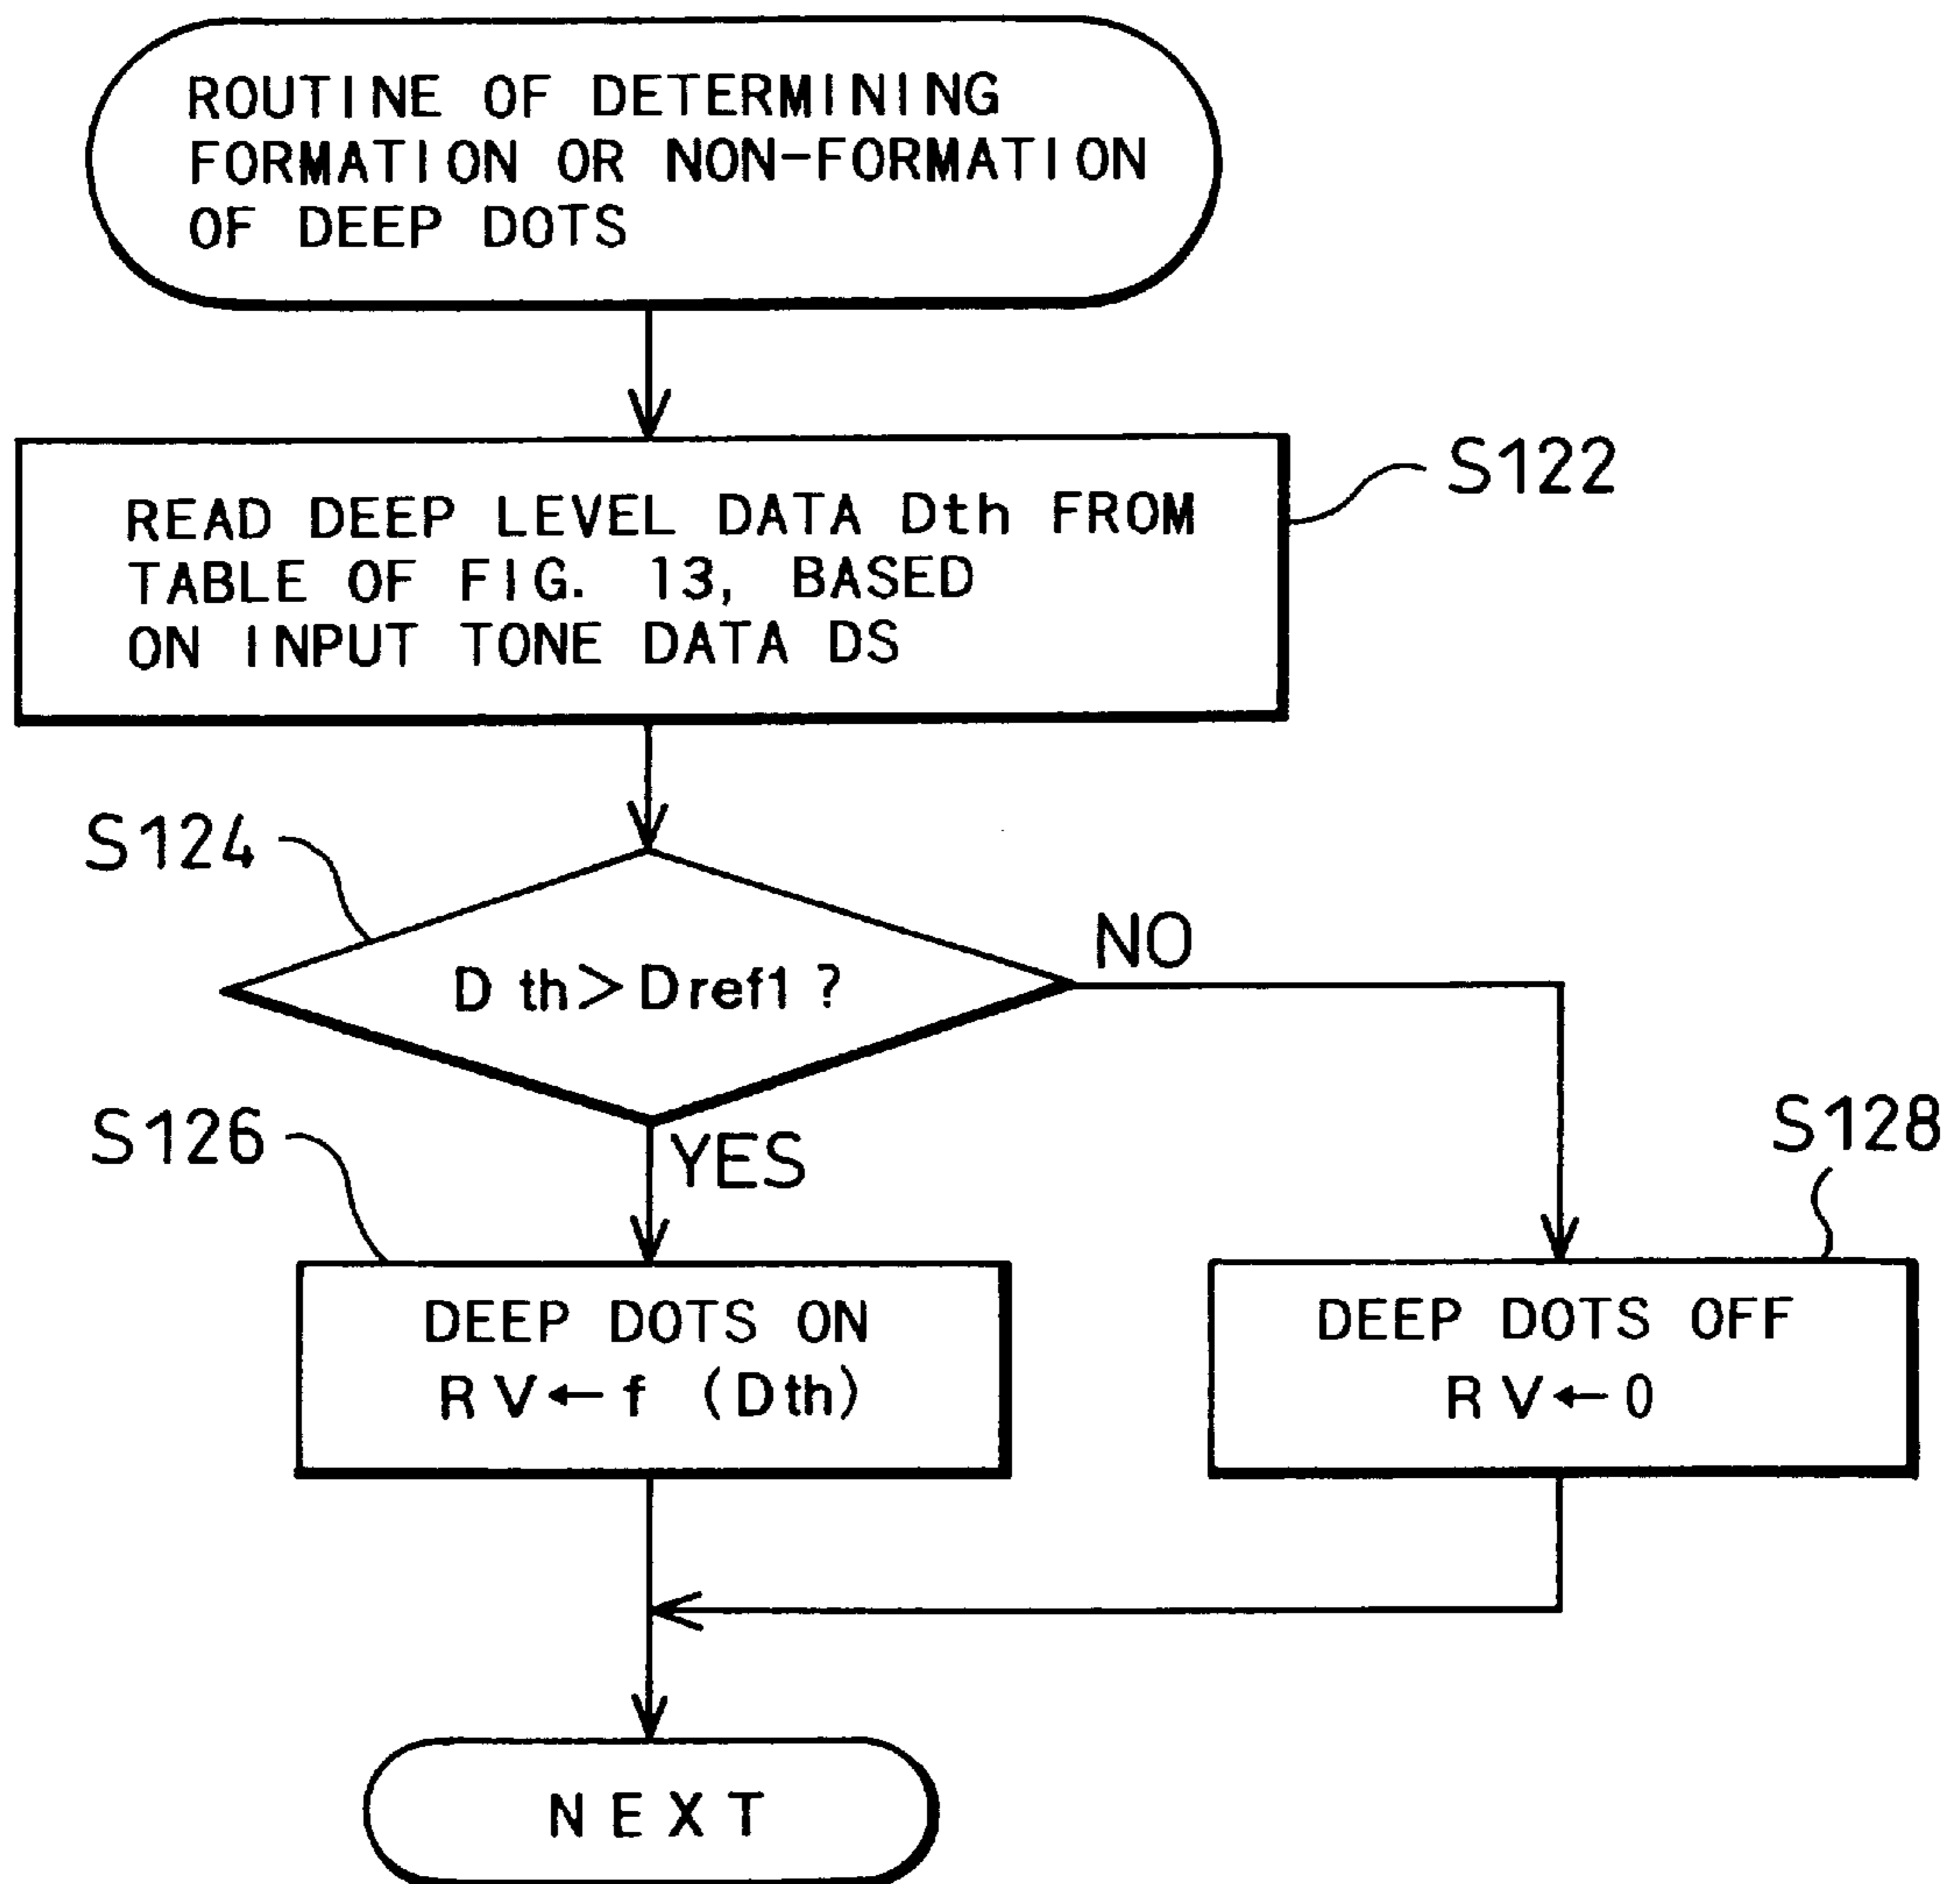 ROUTINE OF DETERMINING
FORMATION OR NON-FORMATION
OF DEEP DOTS
S122
READ DEEP LEVEL DATA Dth FROM
TABLE OF FIG. 13, BASED
ON INPUT TONE DATA DS
S124
NO
Dth>Dref1?
S126
YES
S128
DEEP DOTS ON
RV←f (Dth)
DEEP DOTS OFF
RV←0
NEXT